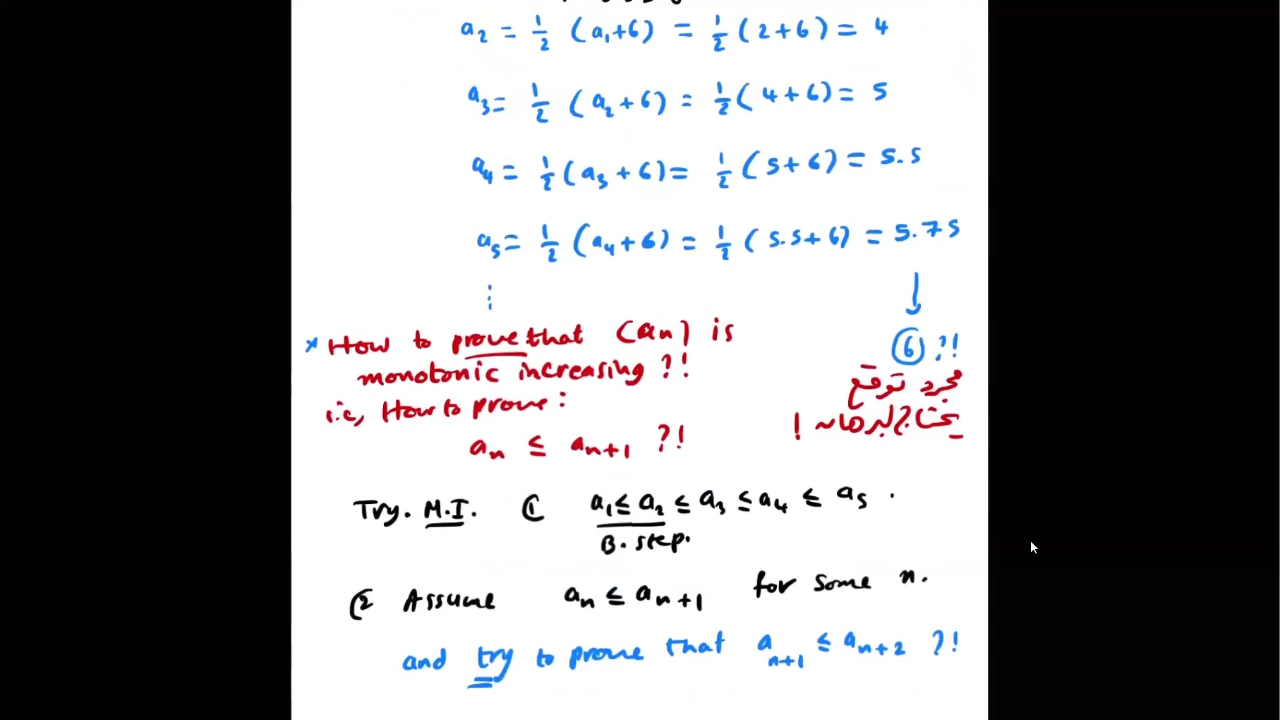 a₂ = 1/2 (a₁+6) = 1/2 (2+6) = 4
a₃ = 1/2 (a₂+6) = 1/2 (4+6) = 5
a₄ = 1/2 (a₃+6) = 1/2 (5+6) = 5.5
a₅ = 1/2 (a₄+6) = 1/2 (5.5+6) = 5.75
⋮
↓
6 ?!
مجرد توقع
يحتاج لبرهان !
* How to prove that (an) is
monotonic increasing ?!
i.e, How to prove :
aₙ ≤ aₙ₊₁ ?!
Try. M.I. ① a₁ ≤ a₂ ≤ a₃ ≤ a₄ ≤ a₅ .
B. step.
② Assume aₙ ≤ aₙ₊₁ for some n.
and try to prove that aₙ₊₁ ≤ aₙ₊₂ ?!